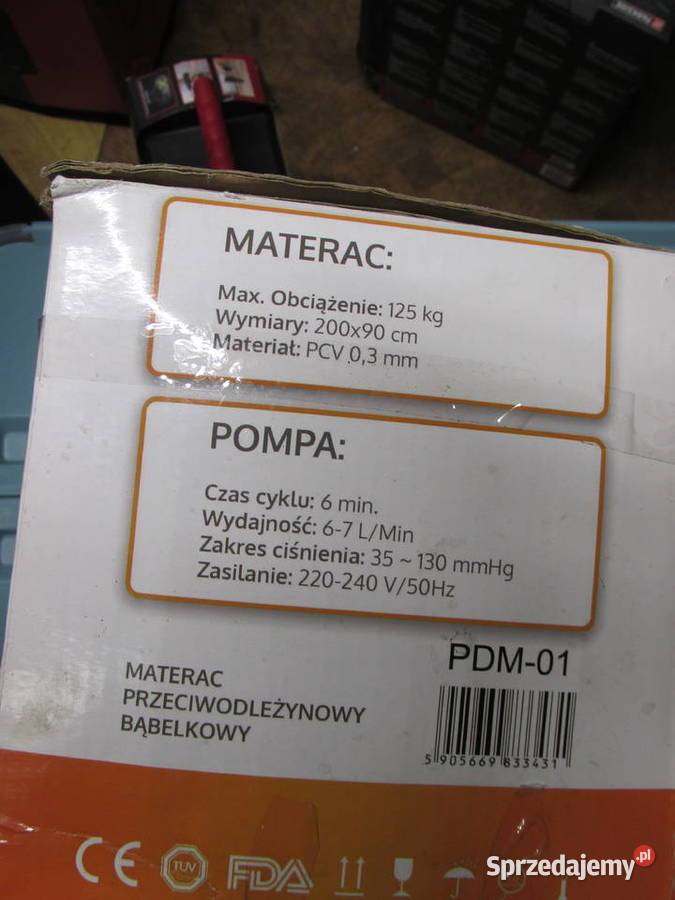 MATERAC:
Max. Obciążenie: 125 kg
Wymiary: 200x90 cm
Materiał: PCV 0,3 mm
POMPA:
Czas cyklu: 6 min.
Wydajność: 6-7 L/Min
Zakres ciśnienia: 35 ~ 130 mmHg
Zasilanie: 220-240 V/50Hz
PDM-01
MATERAC
PRZECIWODLEŻYNOWY
BĄBELKOWY
5 905669 833431
CE TUV FDA
Sprzedajemy.pl